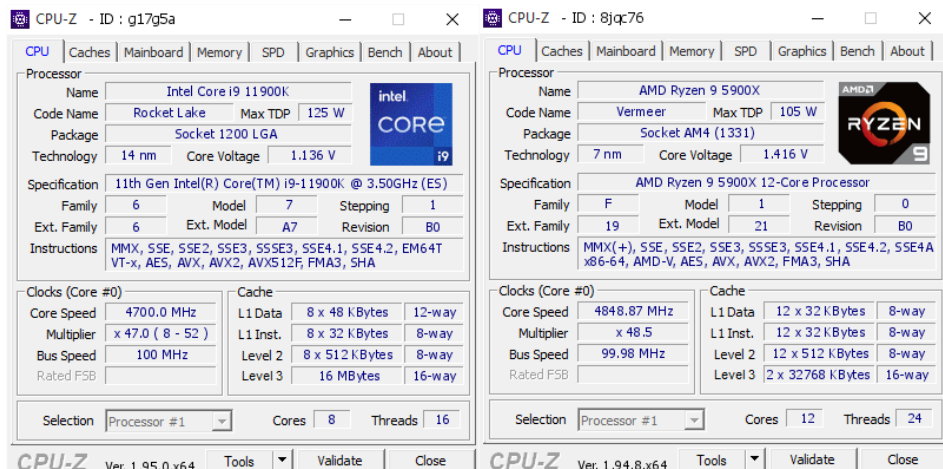 CPU-Z - ID : g17g5a
CPU Caches Mainboard Memory SPD Graphics Bench About
Processor
Name Intel Core i9 11900K
Code Name Rocket Lake Max TDP 125 W
Package Socket 1200 LGA
Technology 14 nm Core Voltage 1.136 V
intel
CORE
i9
Specification 11th Gen Intel(R) Core(TM) i9-11900K @ 3.50GHz (ES)
Family 6 Model 7 Stepping 1
Ext. Family 6 Ext. Model A7 Revision B0
Instructions MMX, SSE, SSE2, SSE3, SSSE3, SSE4.1, SSE4.2, EM64T
VT-x, AES, AVX, AVX2, AVX512F, FMA3, SHA
Clocks (Core #0)
Core Speed 4700.0 MHz
Multiplier x 47.0 ( 8 - 52 )
Bus Speed 100 MHz
Rated FSB
Cache
L1 Data 8 x 48 KBytes 12-way
L1 Inst. 8 x 32 KBytes 8-way
Level 2 8 x 512 KBytes 8-way
Level 3 16 MBytes 16-way
Selection Processor #1 Cores 8 Threads 16
CPU-Z Ver. 1.95.0.x64 Tools Validate Close
CPU-Z - ID : 8jqc76
CPU Caches Mainboard Memory SPD Graphics Bench About
Processor
Name AMD Ryzen 9 5900X
Code Name Vermeer Max TDP 105 W
Package Socket AM4 (1331)
Technology 7 nm Core Voltage 1.416 V
AMD
RYZEN
9
Specification AMD Ryzen 9 5900X 12-Core Processor
Family F Model 1 Stepping 0
Ext. Family 19 Ext. Model 21 Revision B0
Instructions MMX(+), SSE, SSE2, SSE3, SSSE3, SSE4.1, SSE4.2, SSE4A
x86-64, AMD-V, AES, AVX, AVX2, FMA3, SHA
Clocks (Core #0)
Core Speed 4848.87 MHz
Multiplier x 48.5
Bus Speed 99.98 MHz
Rated FSB
Cache
L1 Data 12 x 32 KBytes 8-way
L1 Inst. 12 x 32 KBytes 8-way
Level 2 12 x 512 KBytes 8-way
Level 3 2 x 32768 KBytes 16-way
Selection Processor #1 Cores 12 Threads 24
CPU-Z Ver. 1.94.8.x64 Tools Validate Close